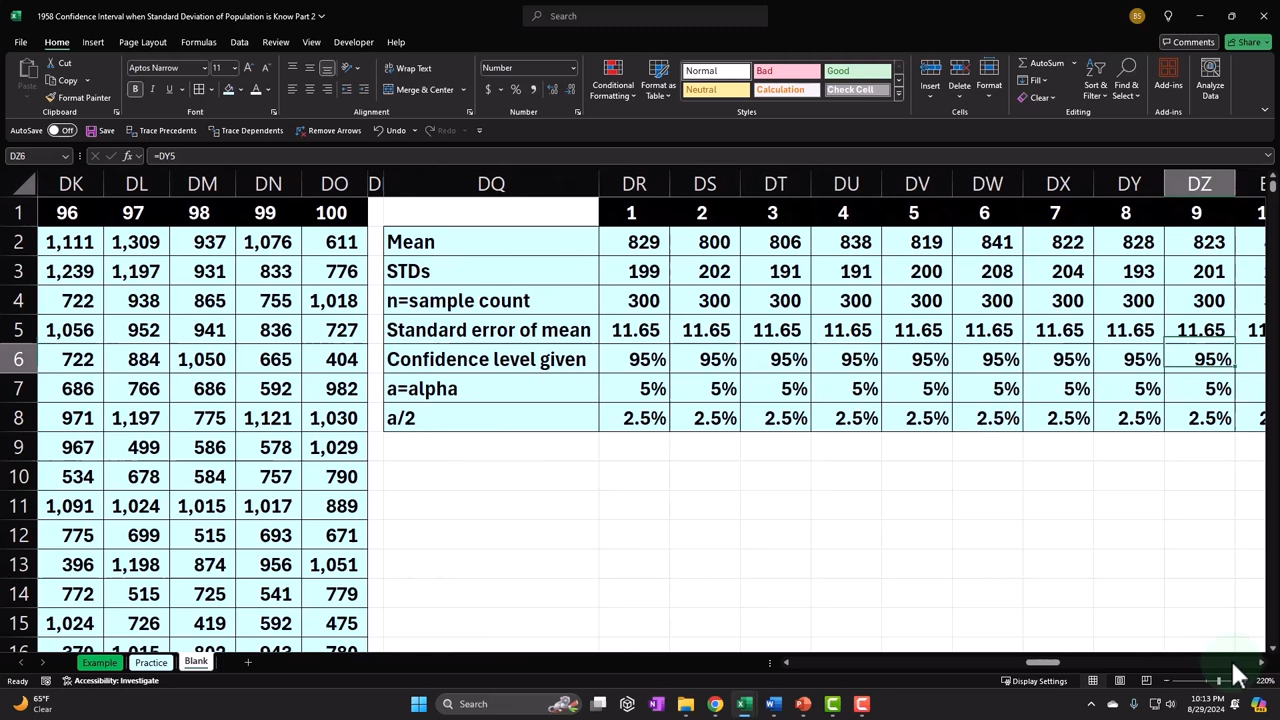 1958 Confidence Interval when Standard Deviation of Population is Know Part 2
Search
BS
File Home Insert Page Layout Formulas Data Review View Developer Help
Comments Share
Paste
Cut
Copy
Format Painter
Clipboard
Aptos Narrow 11
B I U
Font
Wrap Text
Merge & Center
Alignment
Number
$ % ,
Number
Conditional Formatting
Format as Table
Normal Bad Good
Neutral Calculation Check Cell
Styles
Insert Delete Format
Cells
AutoSum
Fill
Clear
Sort & Filter
Find & Select
Editing
Add-ins
Add-ins
Analyze Data
AutoSave Off Save Trace Precedents Trace Dependents Remove Arrows Undo Redo
DZ6 fx =DY5
DK DL DM DN DO D DQ DR DS DT DU DV DW DX DY DZ E
1 96 97 98 99 100 1 2 3 4 5 6 7 8 9 1
2 1,111 1,309 937 1,076 611 Mean 829 800 806 838 819 841 822 828 823
3 1,239 1,197 931 833 776 STDs 199 202 191 191 200 208 204 193 201
4 722 938 865 755 1,018 n=sample count 300 300 300 300 300 300 300 300 300
5 1,056 952 941 836 727 Standard error of mean 11.65 11.65 11.65 11.65 11.65 11.65 11.65 11.65 11.65 11
6 722 884 1,050 665 404 Confidence level given 95% 95% 95% 95% 95% 95% 95% 95% 95%
7 686 766 686 592 982 a=alpha 5% 5% 5% 5% 5% 5% 5% 5% 5%
8 971 1,197 775 1,121 1,030 a/2 2.5% 2.5% 2.5% 2.5% 2.5% 2.5% 2.5% 2.5% 2.5% 2
9 967 499 586 578 1,029
10 534 678 584 757 790
11 1,091 1,024 1,015 1,017 889
12 775 699 515 693 671
13 396 1,198 874 956 1,051
14 772 515 725 541 779
15 1,024 726 419 592 475
16 370 1,015 802 943 780
Example Practice Blank
Ready Accessibility: Investigate Display Settings 220%
65°F
Clear
Search
10:13 PM
8/29/2024